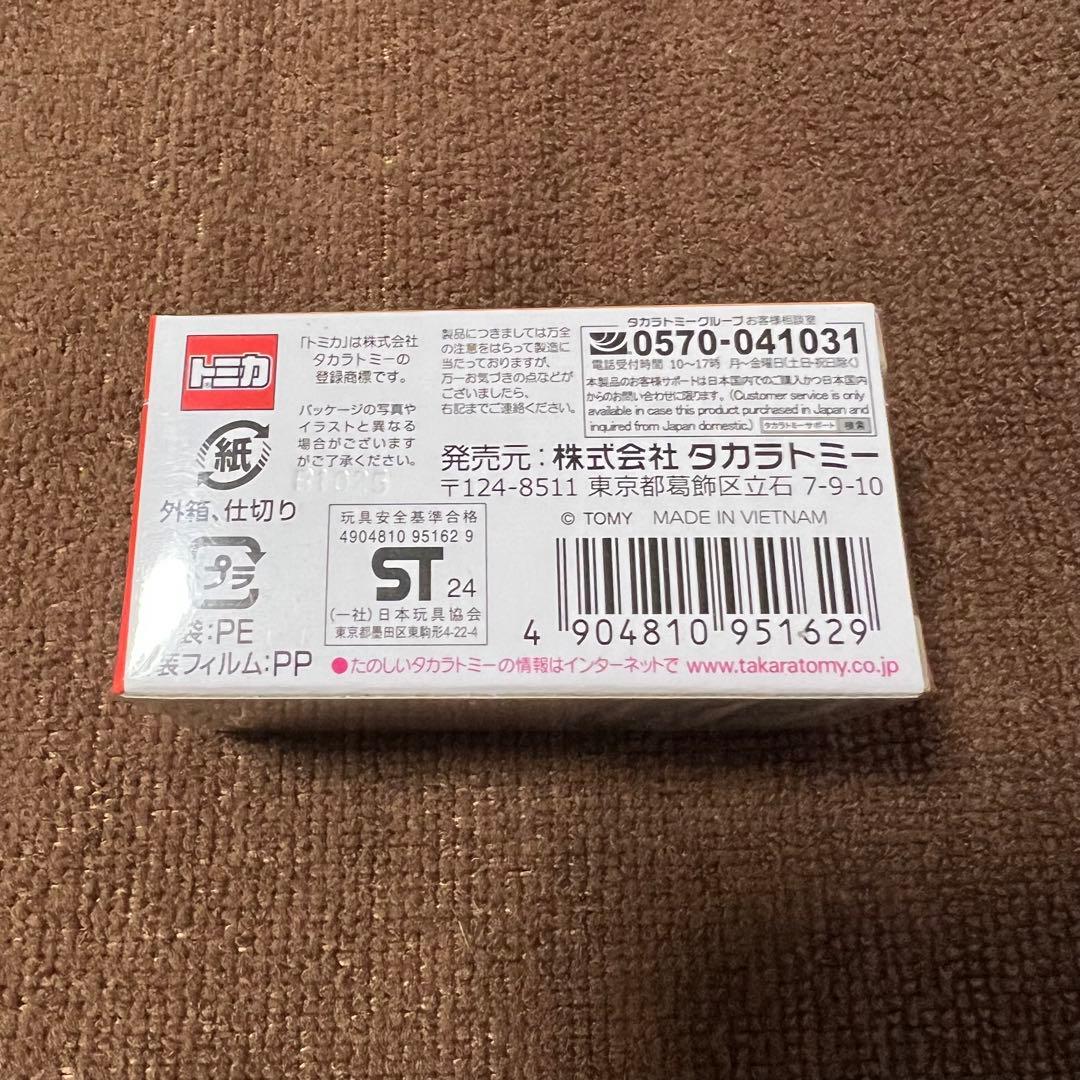 トミカ
「トミカ」は株式会社
タカラトミーの
登録商標です。
パッケージの写真や
イラストと異なる
場合がございます
がご了承ください。
紙
外箱、仕切り
プラ
袋:PE
装フィルム:PP
製品につきましては万全
の注意をはらって製造に
当たっておりますが、
万一お気づきの点などが
ございましたら、
右記までご連絡ください。
タカラトミーグループ お客様相談室
0570-041031
電話受付時間 10〜17時 月〜金曜日(土日・祝日除く)
本製品のお客様サポートは日本国内でのご購入かつ日本国内
からのお問い合わせに限ります。(Customer service is only
available in case this product purchased in Japan and
inquired from Japan domestic.) タカラトミーサポート 検索
発売元:株式会社 タカラトミー
〒124-8511 東京都葛飾区立石 7-9-10
© TOMY MADE IN VIETNAM
玩具安全基準合格
4904810 95162 9
ST 24
(一社)日本玩具協会
東京都墨田区東駒形4-22-4
4 904810 951629
●たのしいタカラトミーの情報はインターネットで www.takaratomy.co.jp